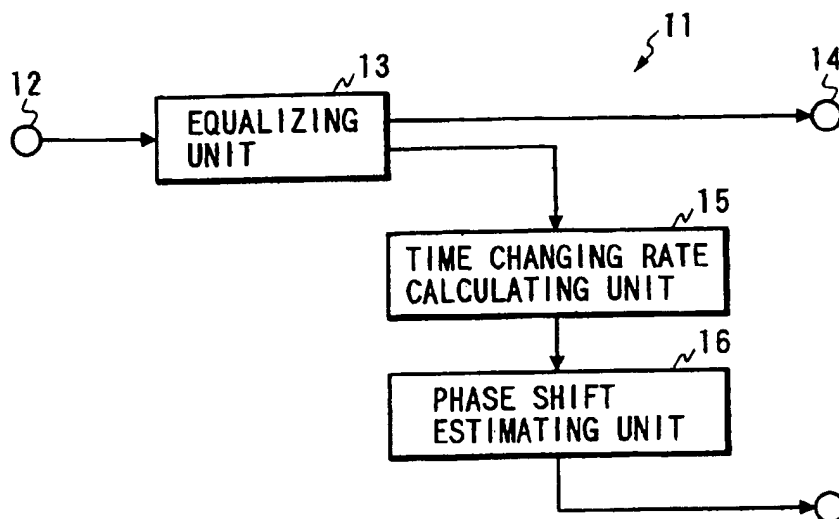 11
12
13
14
EQUALIZING
UNIT
15
TIME CHANGING RATE
CALCULATING UNIT
16
PHASE SHIFT
ESTIMATING UNIT